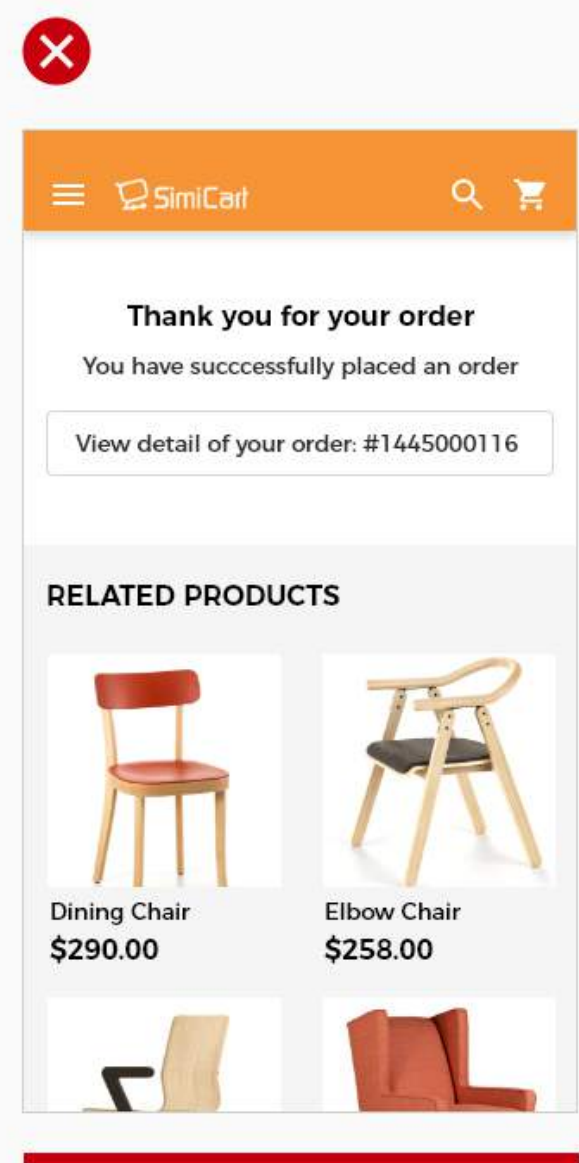 SimiCart
Thank you for your order
You have succcessfully placed an order
View detail of your order: #1445000116
RELATED PRODUCTS
Dining Chair
Elbow Chair
$290.00
$258.00